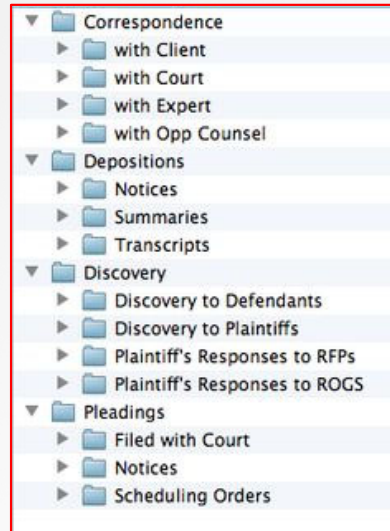 Correspondence
with Client
with Court
with Expert
with Opp Counsel
Depositions
Notices
Summaries
Transcripts
Discovery
Discovery to Defendants
Discovery to Plaintiffs
Plaintiff's Responses to RFPs
Plaintiff's Responses to ROGS
Pleadings
Filed with Court
Notices
Scheduling Orders